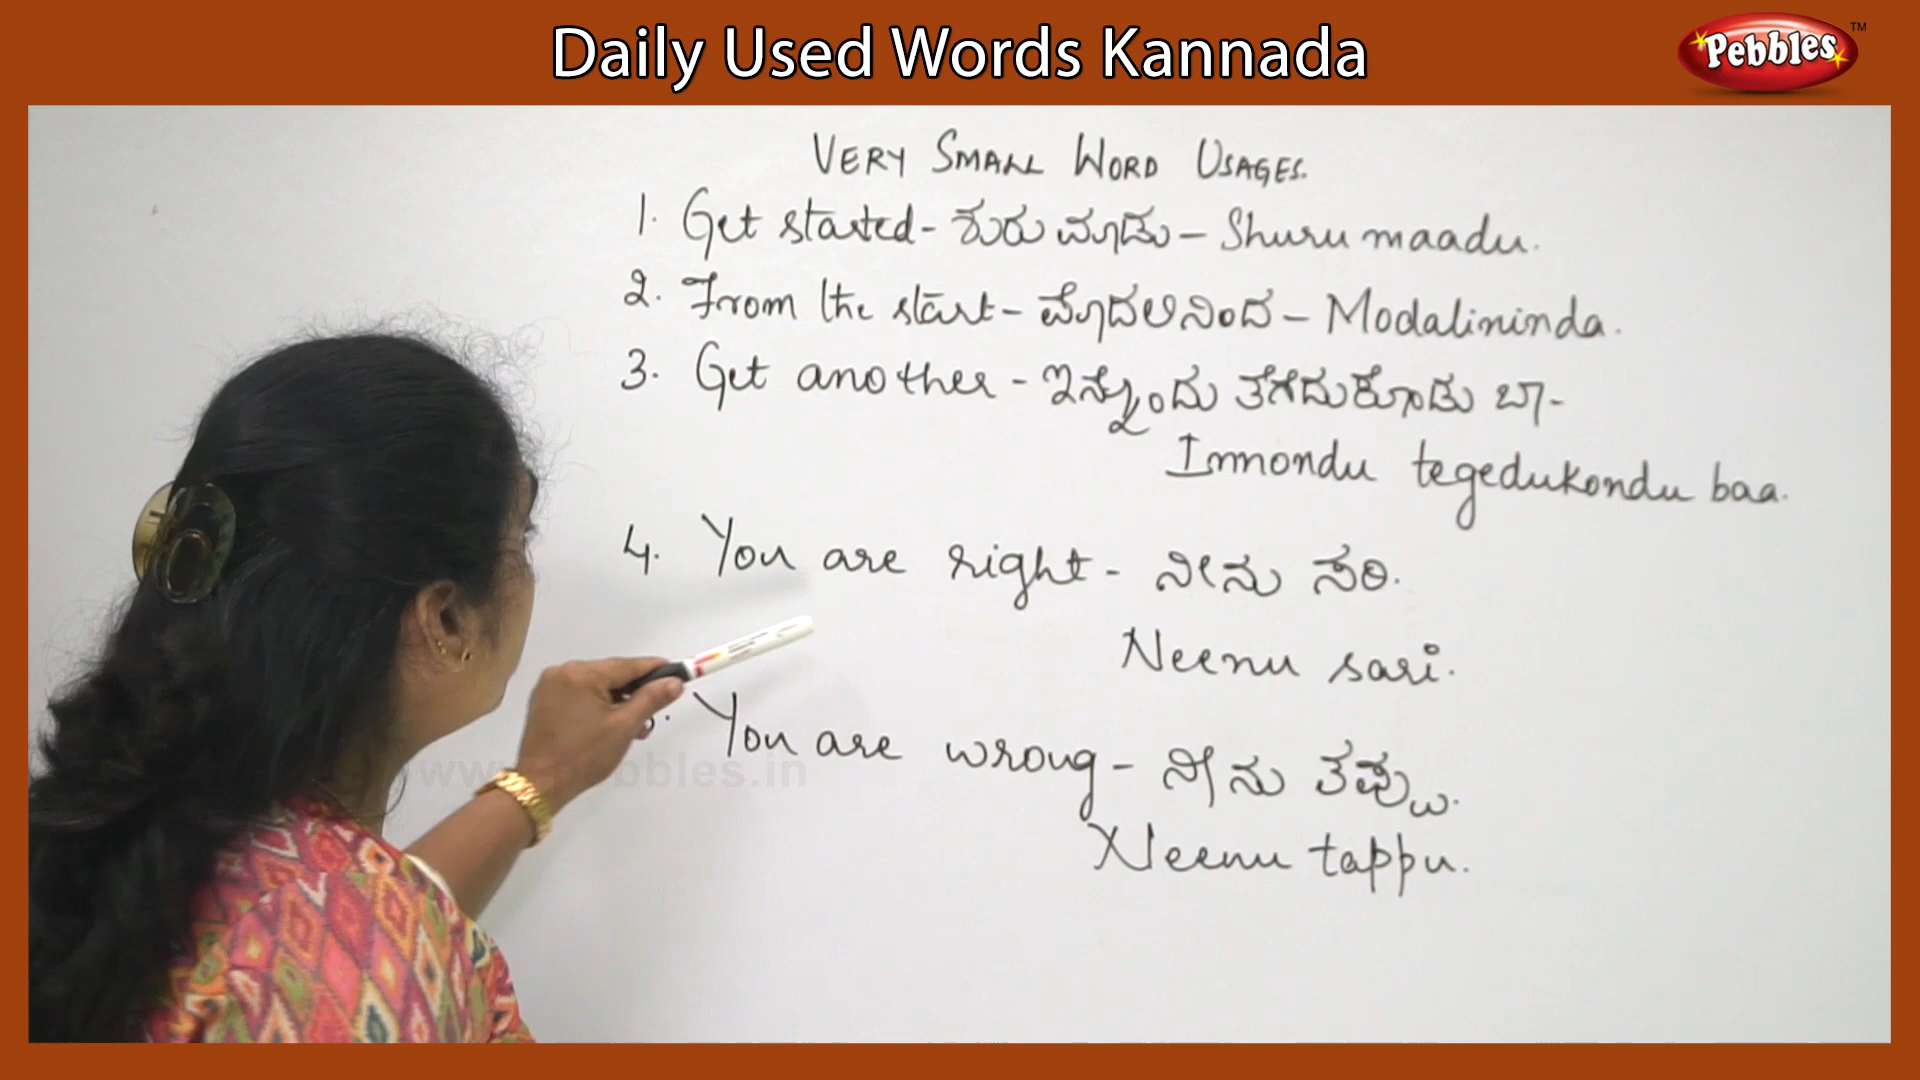 Daily Used Words Kannada
Pebbles TM
VERY SMALL WORD USAGES.
1. Get started - ಶುರು ಮಾಡು - Shuru maadu.
2. From the start - ಮೊದಲಿನಿಂದ - Modalininda.
3. Get another - ಇನ್ನೊಂದು ತೆಗೆದುಕೊಂಡು ಬಾ -
Innondu tegedukondu baa.
4. You are right - ನೀನು ಸರಿ.
Neenu sari.
You are wrong - ನೀನು ತಪ್ಪು.
Neenu tappu.
www.pebbles.in